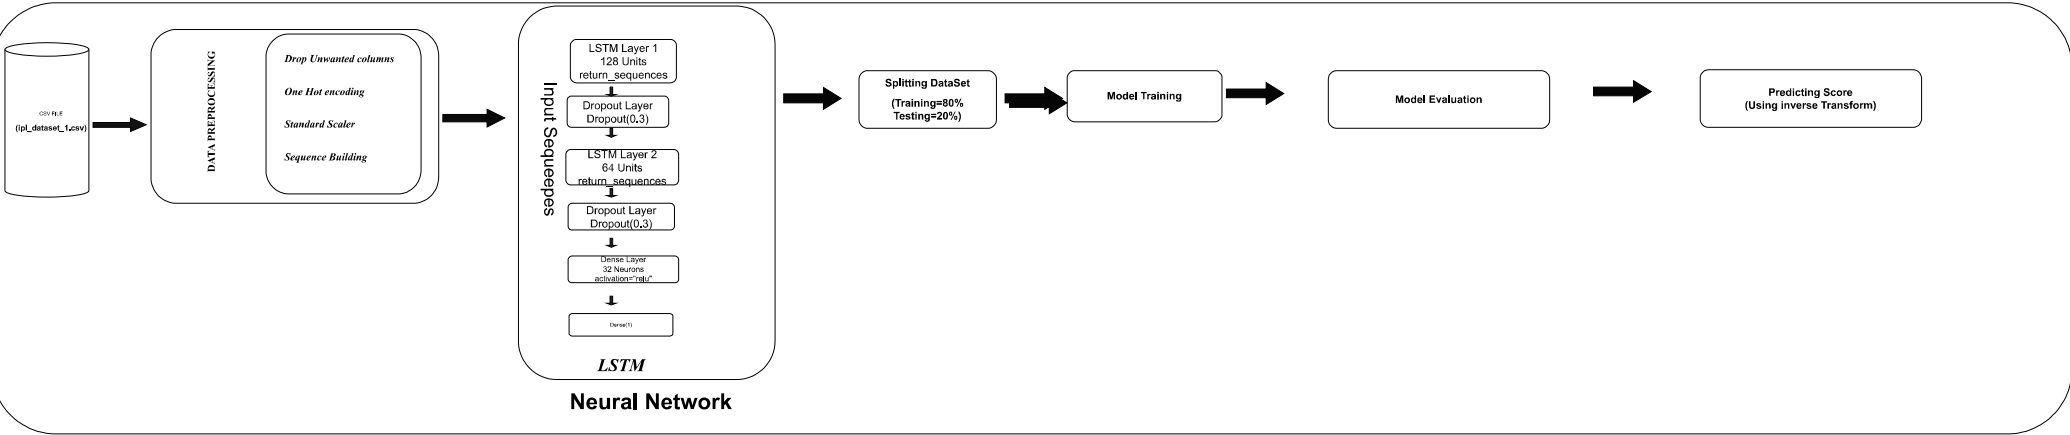 CSV FILE
(ipl_dataset_1.csv)
DATA PREPROCESSING
Drop Unwanted columns
One Hot encoding
Standard Scaler
Sequence Building
Input Sequeepes
LSTM Layer 1
128 Units
return_sequences
Dropout Layer
Dropout(0.3)
LSTM Layer 2
64 Units
return_sequences
Dropout Layer
Dropout(0.3)
Dense Layer
32 Neurons
activation="relu"
Dense(1)
LSTM
Neural Network
Splitting DataSet
(Training=80%
Testing=20%)
Model Training
Model Evaluation
Predicting Score
(Using inverse Transform)